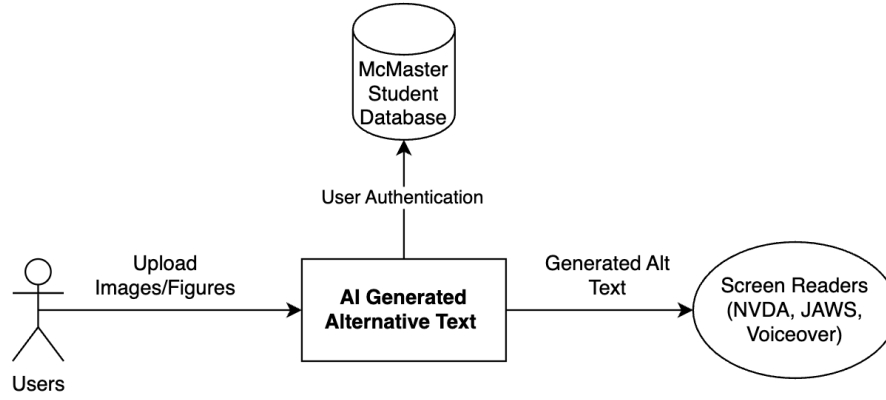 McMaster
Student
Database
User Authentication
Upload
Images/Figures
Generated Alt
Text
AI Generated
Alternative Text
Screen Readers
(NVDA, JAWS,
Voiceover)
Users